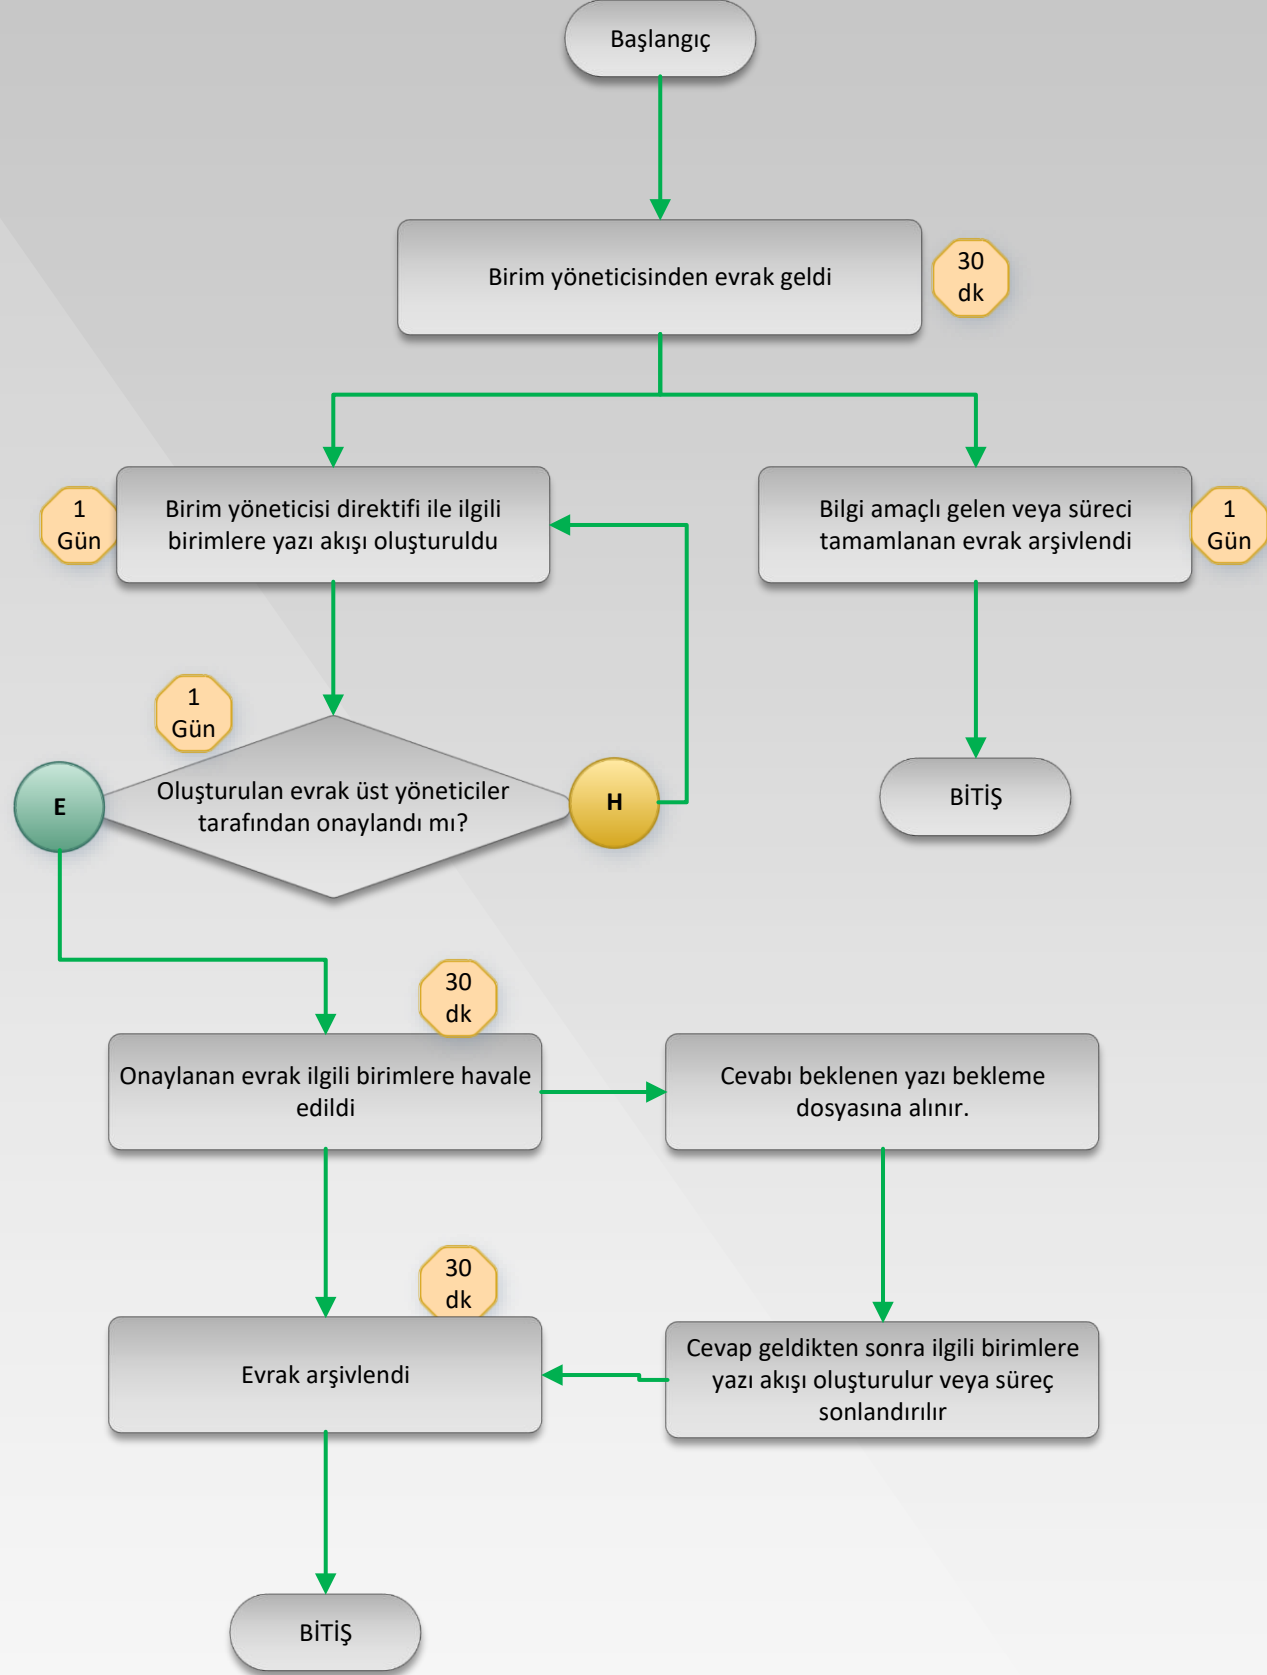 Başlangıç
Birim yöneticisinden evrak geldi
30
dk
1
Gün
Birim yöneticisi direktifi ile ilgili
birimlere yazı akışı oluşturuldu
Bilgi amaçlı gelen veya süreci
tamamlanan evrak arşivlendi
1
Gün
1
Gün
E
Oluşturulan evrak üst yöneticiler
tarafından onaylandı mı?
H
BİTİŞ
30
dk
Onaylanan evrak ilgili birimlere havale
edildi
Cevabı beklenen yazı bekleme
dosyasına alınır.
30
dk
Evrak arşivlendi
Cevap geldikten sonra ilgili birimlere
yazı akışı oluşturulur veya süreç
sonlandırılır
BİTİŞ